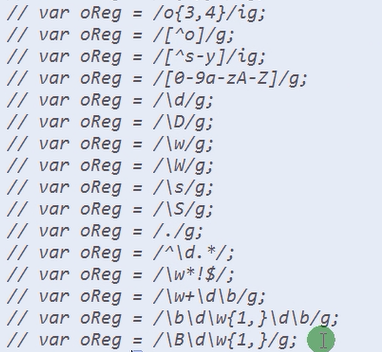 // var oReg = /o{3,4}/ig;
// var oReg = /[^o]/g;
// var oReg = /[^s-y]/ig;
// var oReg = /[0-9a-zA-Z]/g;
// var oReg = /\d/g;
// var oReg = /\D/g;
// var oReg = /\w/g;
// var oReg = /\W/g;
// var oReg = /\s/g;
// var oReg = /\S/g;
// var oReg = /./g;
// var oReg = /^\d.*/;
// var oReg = /\w*!$/;
// var oReg = /\w+\d\b/g;
// var oReg = /\b\d\w{1,}\d\b/g;
// var oReg = /\B\d\w{1,}/g;